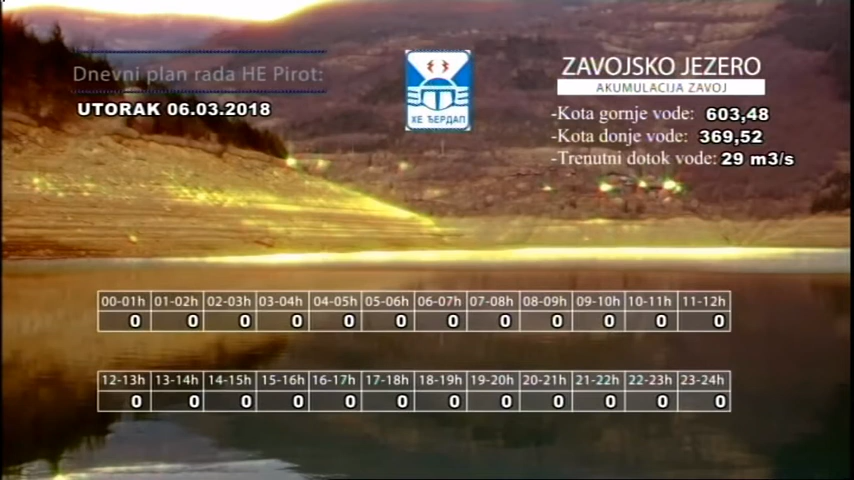 Dnevni plan rada HE Pirot:
UTORAK 06.03.2018
ХЕ ЂЕРДАП
ZAVOJSKO JEZERO
AKUMULACIJA ZAVOJ
-Kota gornje vode: 603,48
-Kota donje vode: 369,52
-Trenutni dotok vode: 29 m3/s
00-01h 01-02h 02-03h 03-04h 04-05h 05-06h 06-07h 07-08h 08-09h 09-10h 10-11h 11-12h
0 0 0 0 0 0 0 0 0 0 0 0
12-13h 13-14h 14-15h 15-16h 16-17h 17-18h 18-19h 19-20h 20-21h 21-22h 22-23h 23-24h
0 0 0 0 0 0 0 0 0 0 0 0